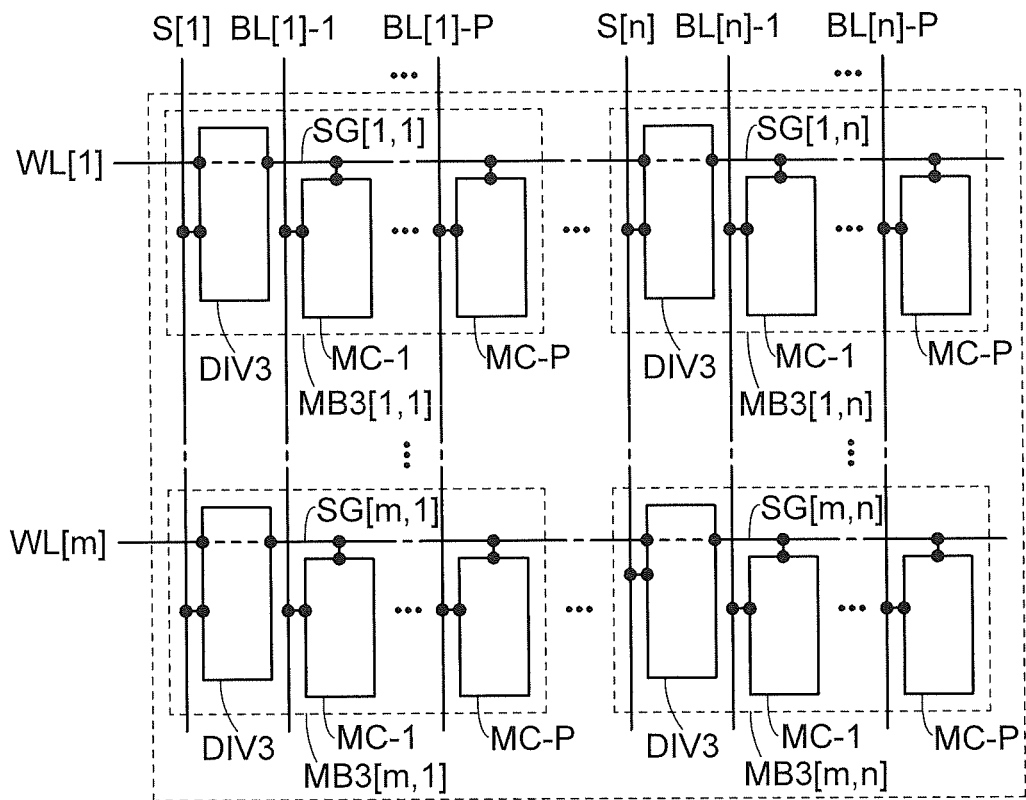 S[1] BL[1]-1 BL[1]-P S[n] BL[n]-1 BL[n]-P
... ...
SG[1,1] SG[1,n]
WL[1]
... ... ...
DIV3 MC-1 MC-P DIV3 MC-1 MC-P
MB3[1,1] MB3[1,n]
SG[m,1] SG[m,n]
WL[m]
... ... ...
DIV3 MC-1 MC-P DIV3 MC-1 MC-P
MB3[m,1] MB3[m,n]